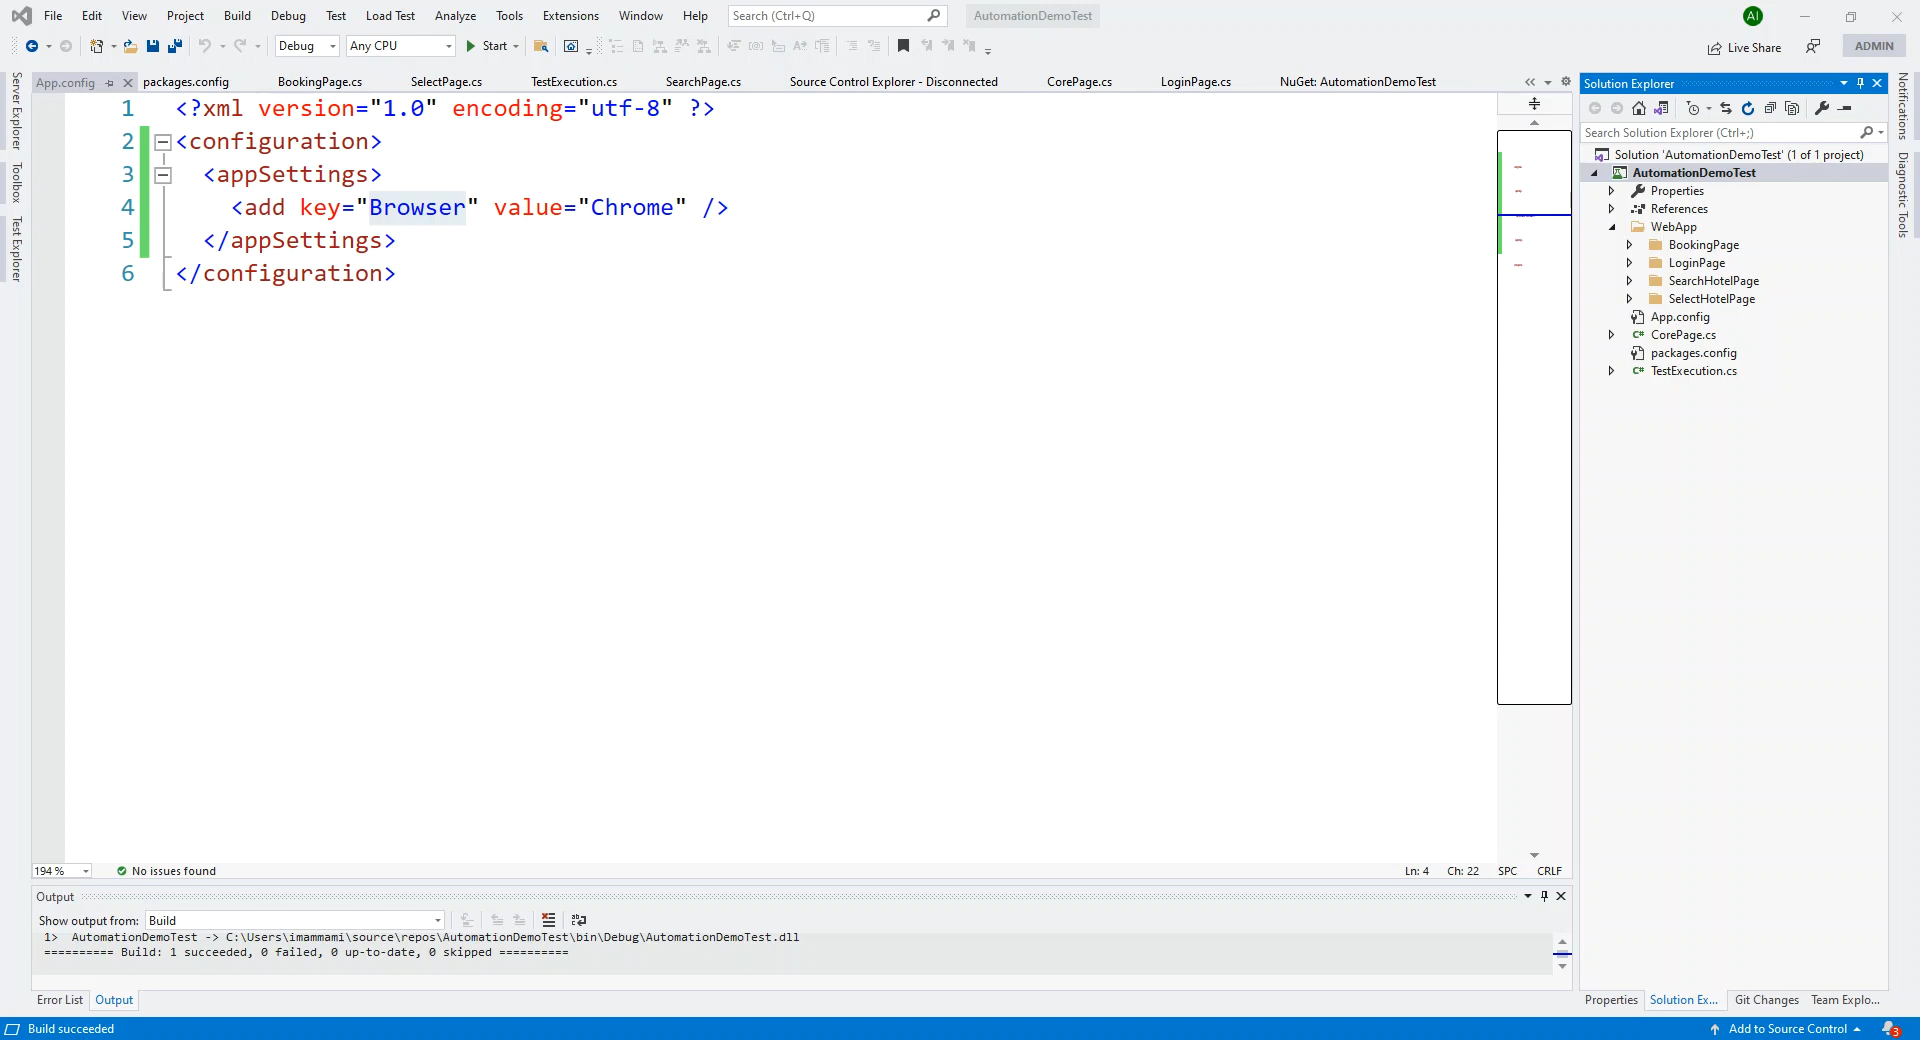 File Edit View Project Build Debug Test Load Test Analyze Tools Extensions Window Help Search (Ctrl+Q) AutomationDemoTest AI
Debug Any CPU Start Live Share ADMIN
App.config packages.config BookingPage.cs SelectPage.cs TestExecution.cs SearchPage.cs Source Control Explorer - Disconnected CorePage.cs LoginPage.cs NuGet: AutomationDemoTest
Server Explorer
Toolbox
Test Explorer
1 <?xml version="1.0" encoding="utf-8" ?>
2 <configuration>
3 <appSettings>
4 <add key="Browser" value="Chrome" />
5 </appSettings>
6 </configuration>
194 % No issues found Ln: 4 Ch: 22 SPC CRLF
Output
Show output from: Build
1> AutomationDemoTest -> C:\Users\imammami\source\repos\AutomationDemoTest\bin\Debug\AutomationDemoTest.dll
========== Build: 1 succeeded, 0 failed, 0 up-to-date, 0 skipped ==========
Error List Output
Solution Explorer
Search Solution Explorer (Ctrl+;)
Solution 'AutomationDemoTest' (1 of 1 project)
AutomationDemoTest
Properties
References
WebApp
BookingPage
LoginPage
SearchHotelPage
SelectHotelPage
App.config
C# CorePage.cs
packages.config
C# TestExecution.cs
Properties Solution Ex... Git Changes Team Explo...
Notifications
Diagnostic Tools
Build succeeded Add to Source Control 3